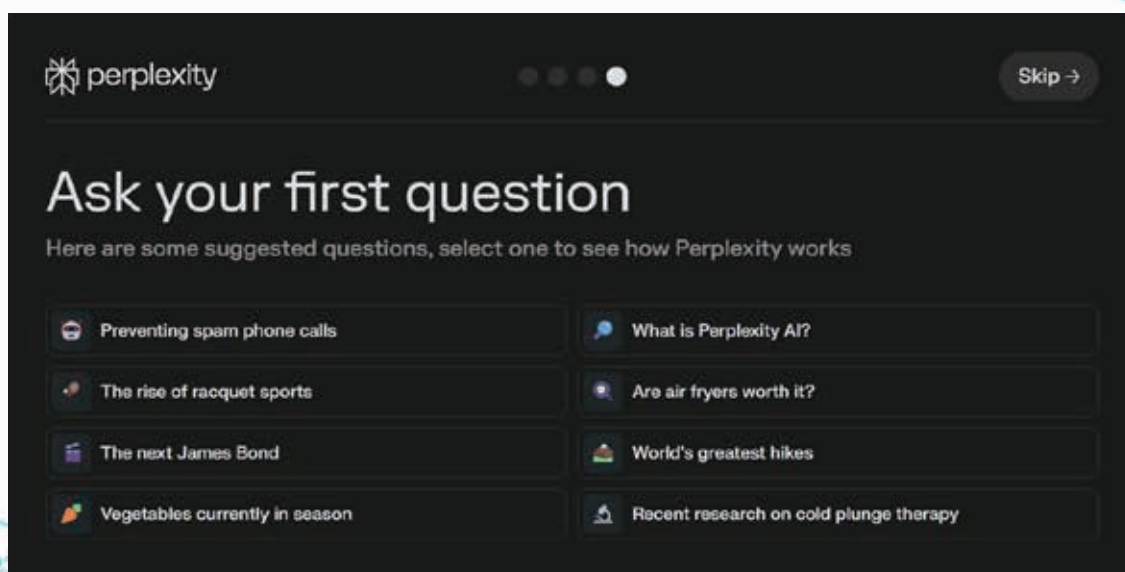 perplexity
Skip →
Ask your first question
Here are some suggested questions, select one to see how Perplexity works
Preventing spam phone calls
What is Perplexity AI?
The rise of racquet sports
Are air fryers worth it?
The next James Bond
World's greatest hikes
Vegetables currently in season
Recent research on cold plunge therapy